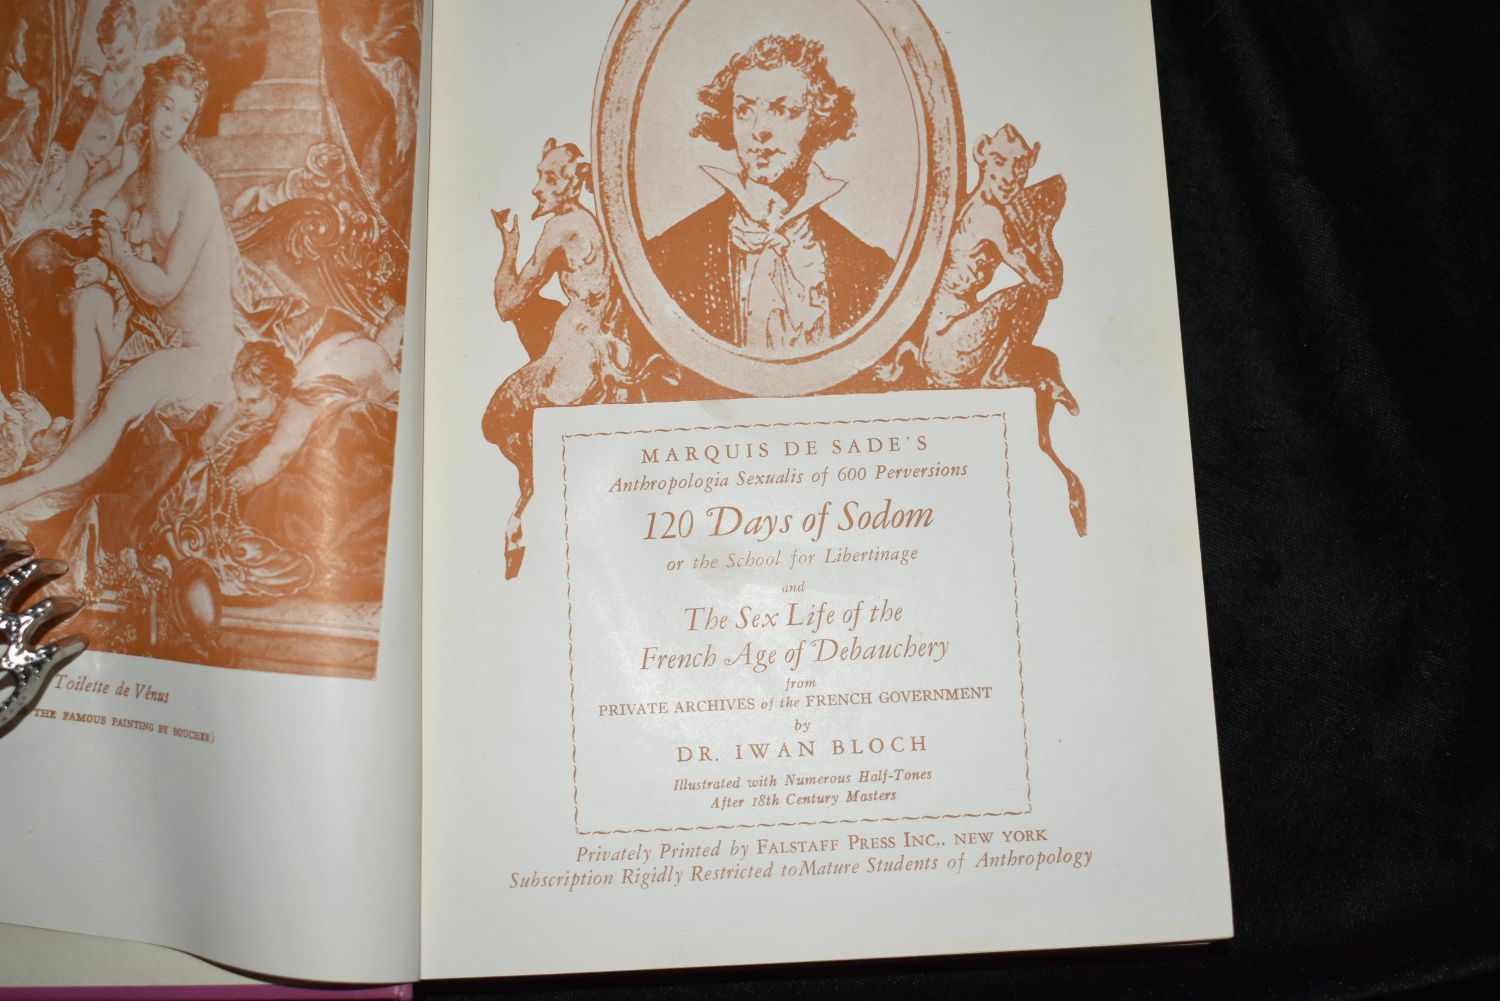 Toilette de Vénus
THE FAMOUS PAINTING BY BOUCHER)
MARQUIS DE SADE'S
Anthropologia Sexualis of 600 Perversions
120 Days of Sodom
or the School for Libertinage
and
The Sex Life of the
French Age of Debauchery
from
PRIVATE ARCHIVES of the FRENCH GOVERNMENT
by
DR. IWAN BLOCH
Illustrated with Numerous Half-Tones
After 18th Century Masters
Privately Printed by FALSTAFF PRESS INC,. NEW YORK
Subscription Rigidly Restricted to Mature Students of Anthropology